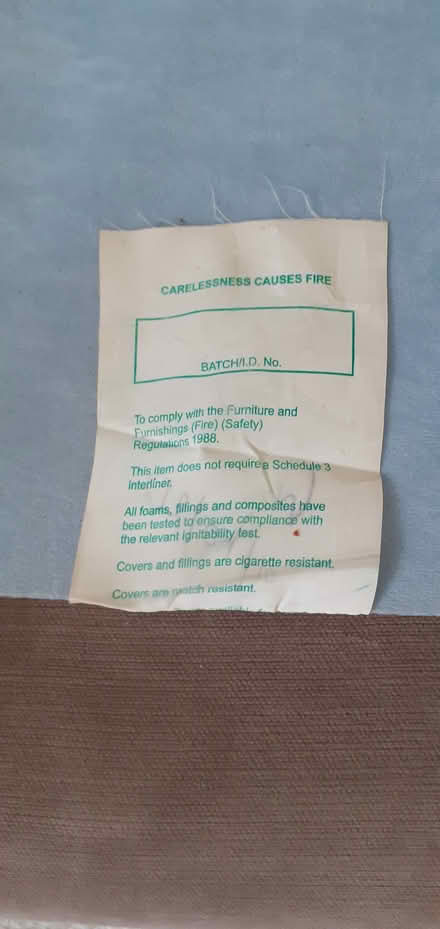 CARELESSNESS CAUSES FIRE
BATCH/I.D. No.
To comply with the Furniture and
Furnishings (Fire) (Safety)
Regulations 1988.
This item does not require a Schedule 3
Interliner.
All foams, fillings and composites have
been tested to ensure compliance with
the relevant ignitability test.
Covers and fillings are cigarette resistant.
Covers are match resistant.